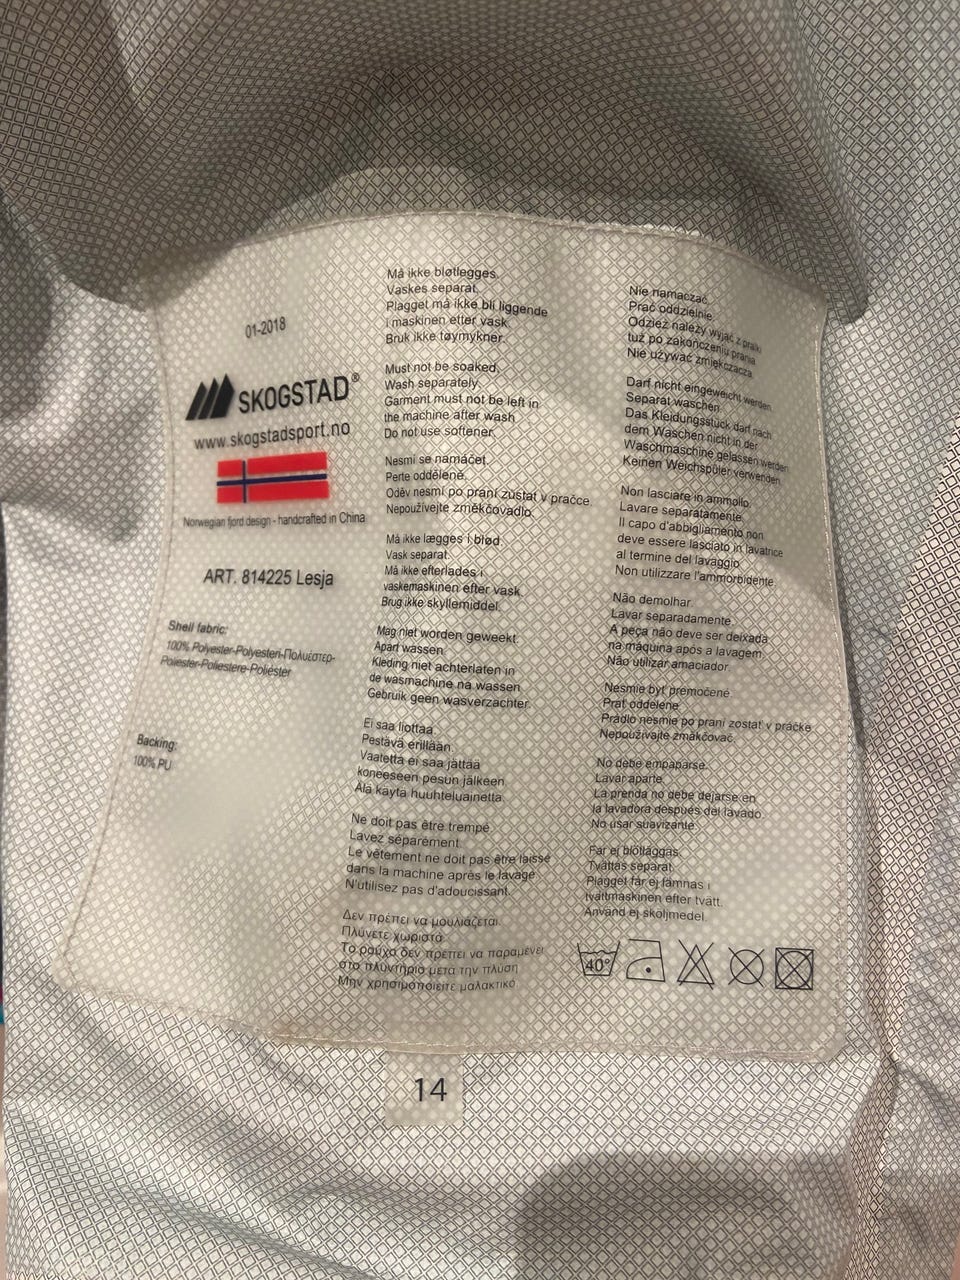 01-2018
SKOGSTAD®
www.skogstadsport.no
Norwegian fjord design - handcrafted in China
ART. 814225 Lesja
Shell fabric:
100% Polyester-Polyesteri-Πολυέστερ-
Poliester-Poliestere-Poliéster
Backing:
100% PU
Må ikke bløtlegges.
Vaskes separat.
Plagget må ikke bli liggende
i maskinen etter vask.
Bruk ikke tøymykner.
Must not be soaked.
Wash separately.
Garment must not be left in
the machine after wash
Do not use softener.
Nesmí se namáčet.
Perte odděleně.
Oděv nesmí po praní zůstat v pračce.
Nepoužívejte změkčovadlo.
Må ikke lægges i blød.
Vask separat.
Må ikke efterlades i
vaskemaskinen efter vask.
Brug ikke skyllemiddel.
Mag niet worden geweekt.
Apart wassen.
Kleding niet achterlaten in
de wasmachine na wassen
Gebruik geen wasverzachter.
Ei saa liottaa.
Pestävä erillään.
Vaatetta ei saa jättää
koneeseen pesun jälkeen.
Älä käytä huuhteluainetta.
Ne doit pas être trempé
Lavez séparément
Le vêtement ne doit pas être laissé
dans la machine après le lavage
N'utilisez pas d'adoucissant.
Δεν πρέπει να μουλιάζεται.
Πλύνετε χωριστά.
Το ρούχο δεν πρέπει να παραμένει
στο πλυντήριο μετά την πλύση
Μην χρησιμοποιείτε μαλακτικό
Nie namaczać.
Prać oddzielnie.
Odzież należy wyjąć z pralki
tuż po zakończeniu prania
Nie używać zmiękczacza.
Darf nicht eingeweicht werden.
Separat waschen.
Das Kleidungsstück darf nach
dem Waschen nicht in der
Waschmaschine gelassen werden
Keinen Weichspüler verwenden.
Non lasciare in ammollo.
Lavare separatamente.
Il capo d'abbigliamento non
deve essere lasciato in lavatrice
al termine del lavaggio
Non utilizzare l'ammorbidente.
Não demolhar.
Lavar separadamente.
A peça não deve ser deixada
na máquina após a lavagem.
Não utilizar amaciador.
Nesmie byť premočené.
Prať oddelene.
Prádlo nesmie po praní zostať v práčke.
Nepoužívajte zmäkčovač.
No debe empaparse.
Lavar aparte.
La prenda no debe dejarse en
la lavadora después del lavado.
No usar suavizante.
Får ej blötläggas.
Tvättas separat.
Plagget får ej lämnas i
tvättmaskinen efter tvätt.
Använd ej sköljmedel.
40°
14